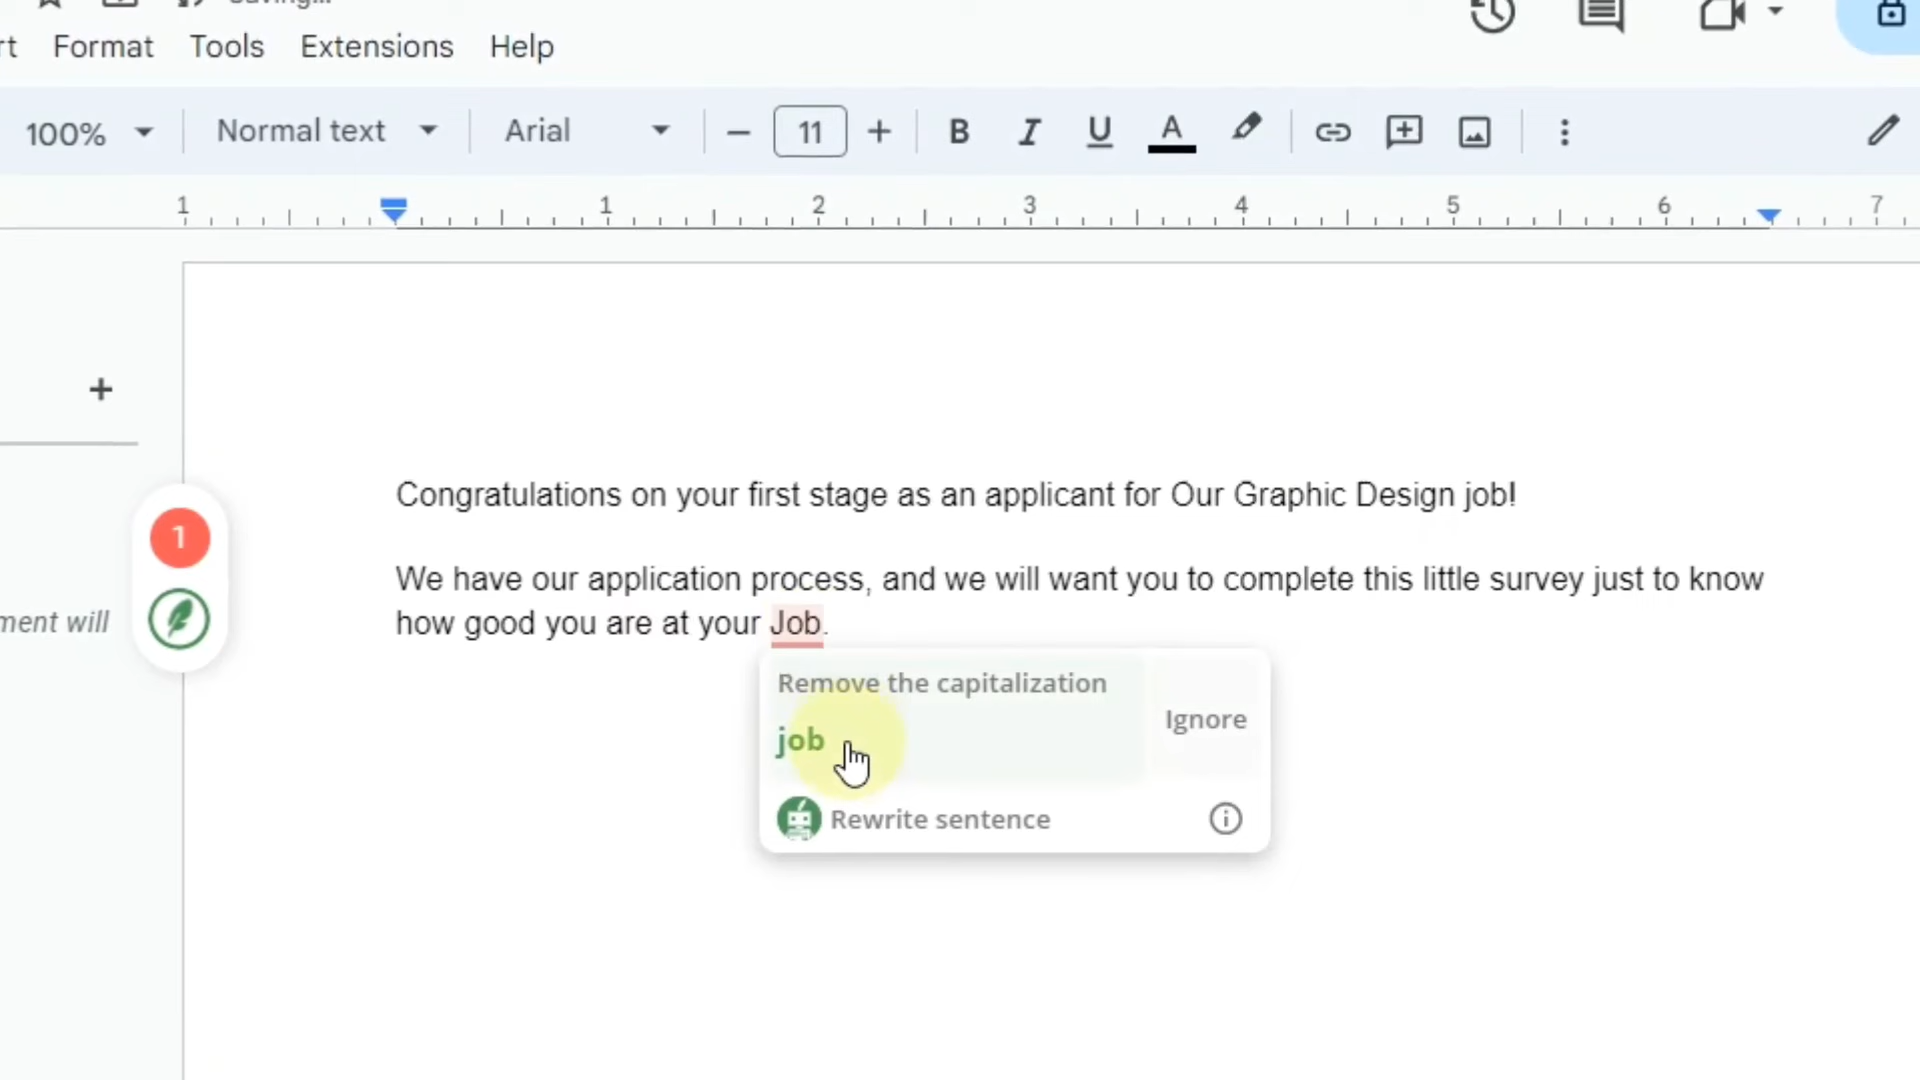 Format Tools Extensions Help
100% Normal text Arial 11 B I U A
1 1 2 3 4 5 6 7
Congratulations on your first stage as an applicant for Our Graphic Design job!
1
We have our application process, and we will want you to complete this little survey just to know
ment will
how good you are at your Job.
Remove the capitalization
Ignore
job
Rewrite sentence